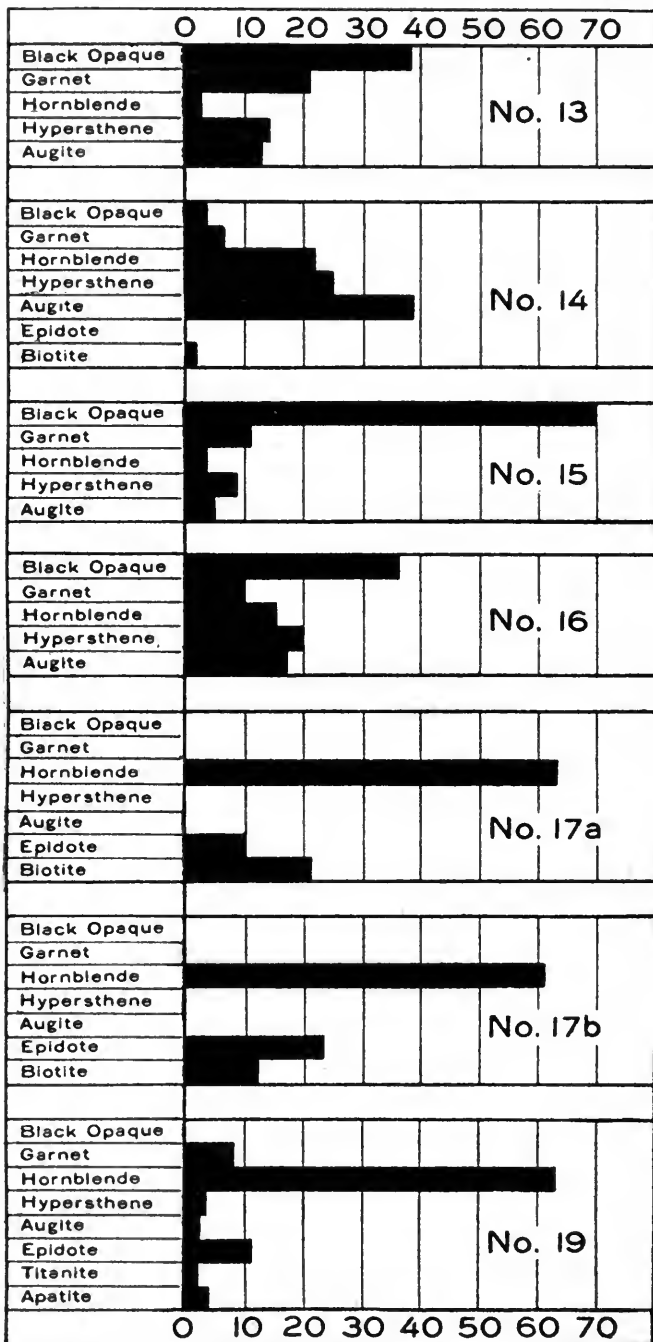 0 10 20 30 40 50 60 70
Black Opaque
Garnet
Hornblende
Hypersthene
Augite
No. 13
Black Opaque
Garnet
Hornblende
Hypersthene
Augite
Epidote
Biotite
No. 14
Black Opaque
Garnet
Hornblende
Hypersthene
Augite
No. 15
Black Opaque
Garnet
Hornblende
Hypersthene
Augite
No. 16
Black Opaque
Garnet
Hornblende
Hypersthene
Augite
Epidote
Biotite
No. 17a
Black Opaque
Garnet
Hornblende
Hypersthene
Augite
Epidote
Biotite
No. 17b
Black Opaque
Garnet
Hornblende
Hypersthene
Augite
Epidote
Titanite
Apatite
No. 19
0 10 20 30 40 50 60 70